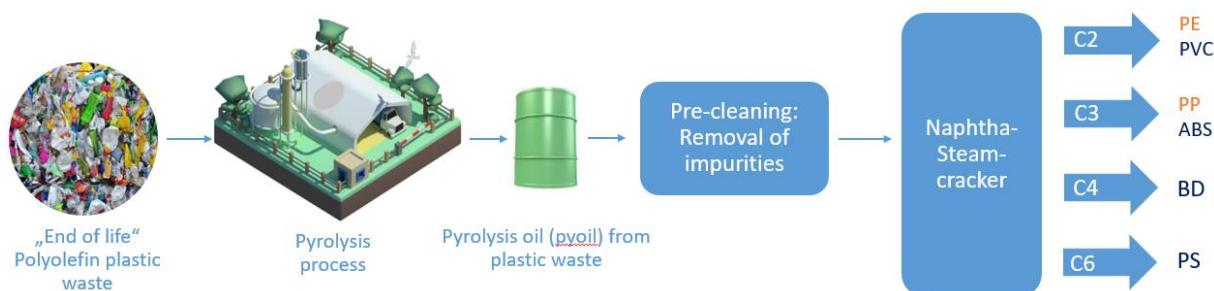 „End of life“
Polyolefin plastic
waste
Pyrolysis
process
Pyrolysis oil (pyoil) from
plastic waste
Pre-cleaning:
Removal of
impurities
Naphtha-
Steam-
cracker
C2
PE
PVC
C3
PP
ABS
C4
BD
C6
PS